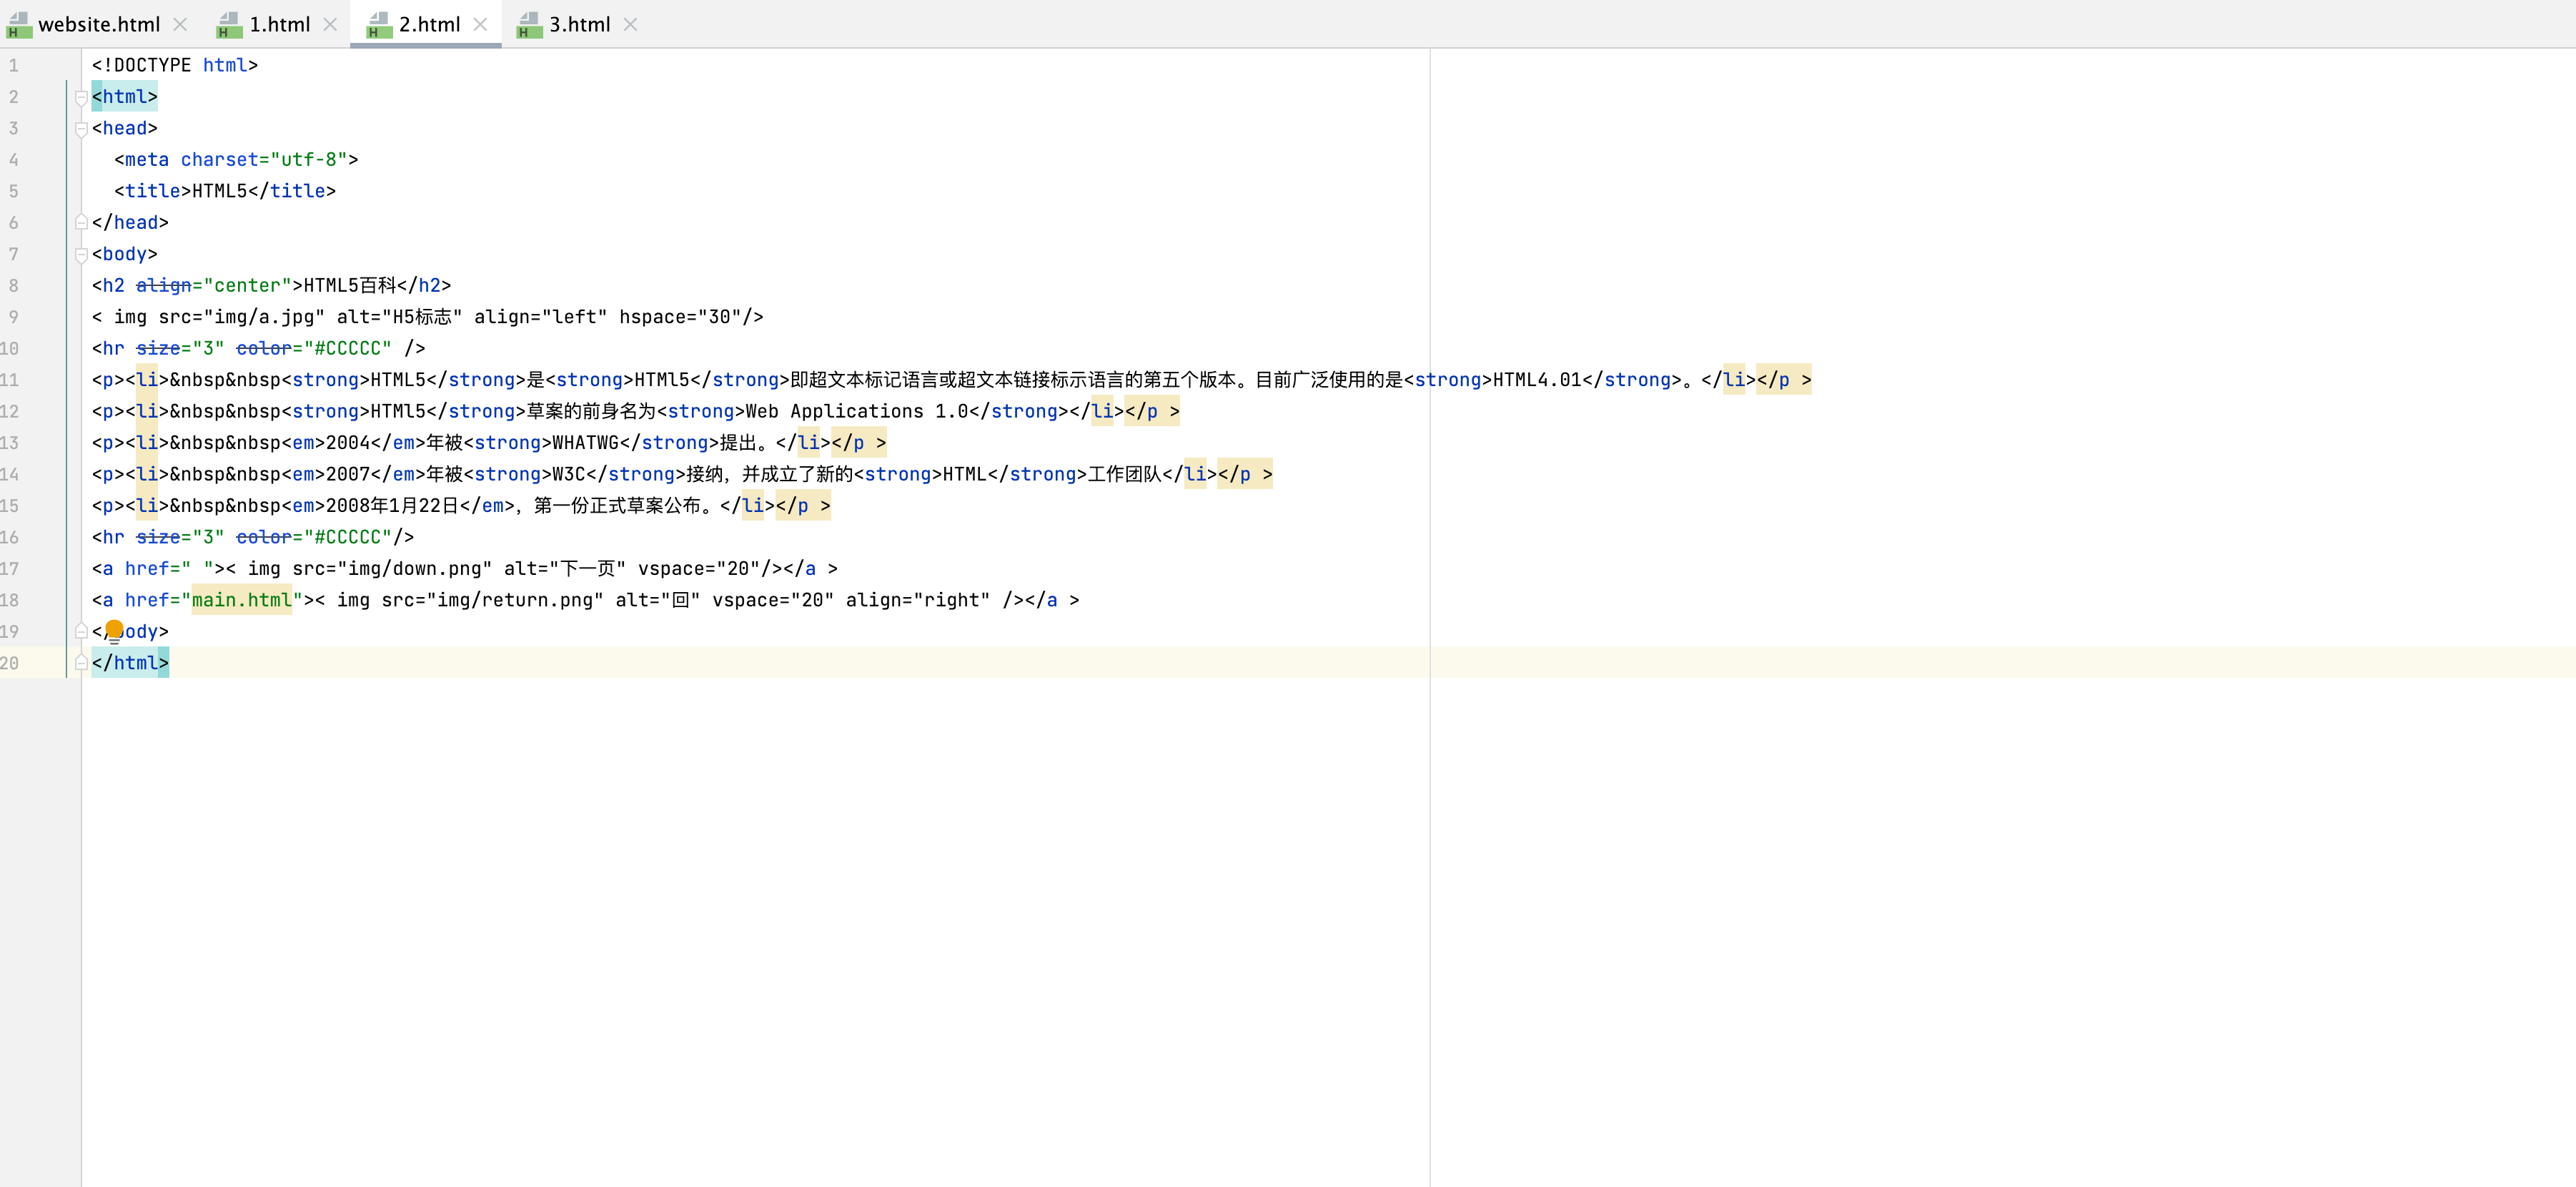 website.html 1.html 2.html 3.html
1 <!DOCTYPE html>
2 <html>
3 <head>
4   <meta charset="utf-8">
5   <title>HTML5</title>
6 </head>
7 <body>
8 <h2 align="center">HTML5百科</h2>
9 < img src="img/a.jpg" alt="H5标志" align="left" hspace="30"/>
10 <hr size="3" color="#CCCCC" />
11 <p><li>&nbsp&nbsp<strong>HTML5</strong>是<strong>HTMl5</strong>即超文本标记语言或超文本链接标示语言的第五个版本。目前广泛使用的是<strong>HTML4.01</strong>。</li></p >
12 <p><li>&nbsp&nbsp<strong>HTMl5</strong>草案的前身名为<strong>Web Applications 1.0</strong></li></p >
13 <p><li>&nbsp&nbsp<em>2004</em>年被<strong>WHATWG</strong>提出。</li></p >
14 <p><li>&nbsp&nbsp<em>2007</em>年被<strong>W3C</strong>接纳，并成立了新的<strong>HTML</strong>工作团队</li></p >
15 <p><li>&nbsp&nbsp<em>2008年1月22日</em>，第一份正式草案公布。</li></p >
16 <hr size="3" color="#CCCCC"/>
17 <a href=" ">< img src="img/down.png" alt="下一页" vspace="20"/></a >
18 <a href="main.html">< img src="img/return.png" alt="回" vspace="20" align="right" /></a >
19 </body>
20 </html>